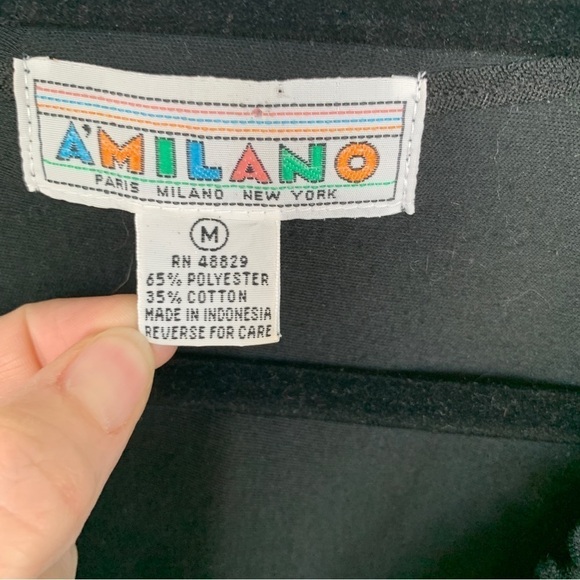 A'MILANO
PARIS MILANO NEW YORK
M
RN 48829
65% POLYESTER
35% COTTON
MADE IN INDONESIA
REVERSE FOR CARE